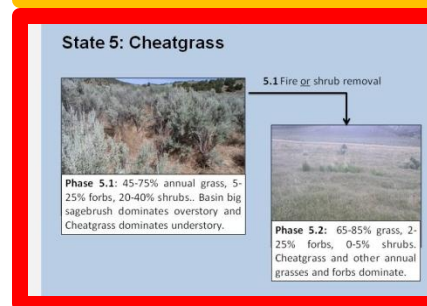 State 5: Cheatgrass
5.1 Fire or shrub removal
Phase 5.1: 45-75% annual grass, 5-
25% forbs, 20-40% shrubs.. Basin big
sagebrush dominates overstory and
Cheatgrass dominates understory.
Phase 5.2: 65-85% grass, 2-
25% forbs, 0-5% shrubs.
Cheatgrass and other annual
grasses and forbs dominate.